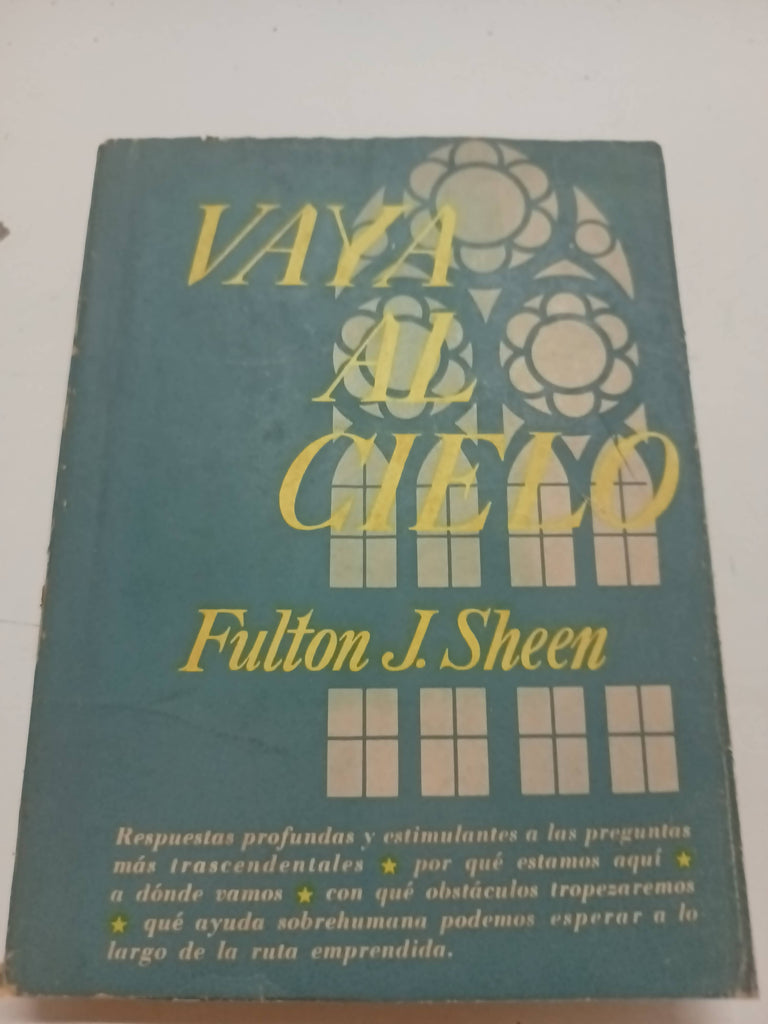 VAYA
AL
CIELO
Fulton J. Sheen
Respuestas profundas y estimulantes a las preguntas
más trascendentales ★ por qué estamos aquí ★
a dónde vamos ★ con qué obstáculos tropezaremos
★ qué ayuda sobrehumana podemos esperar a lo
largo de la ruta emprendida.